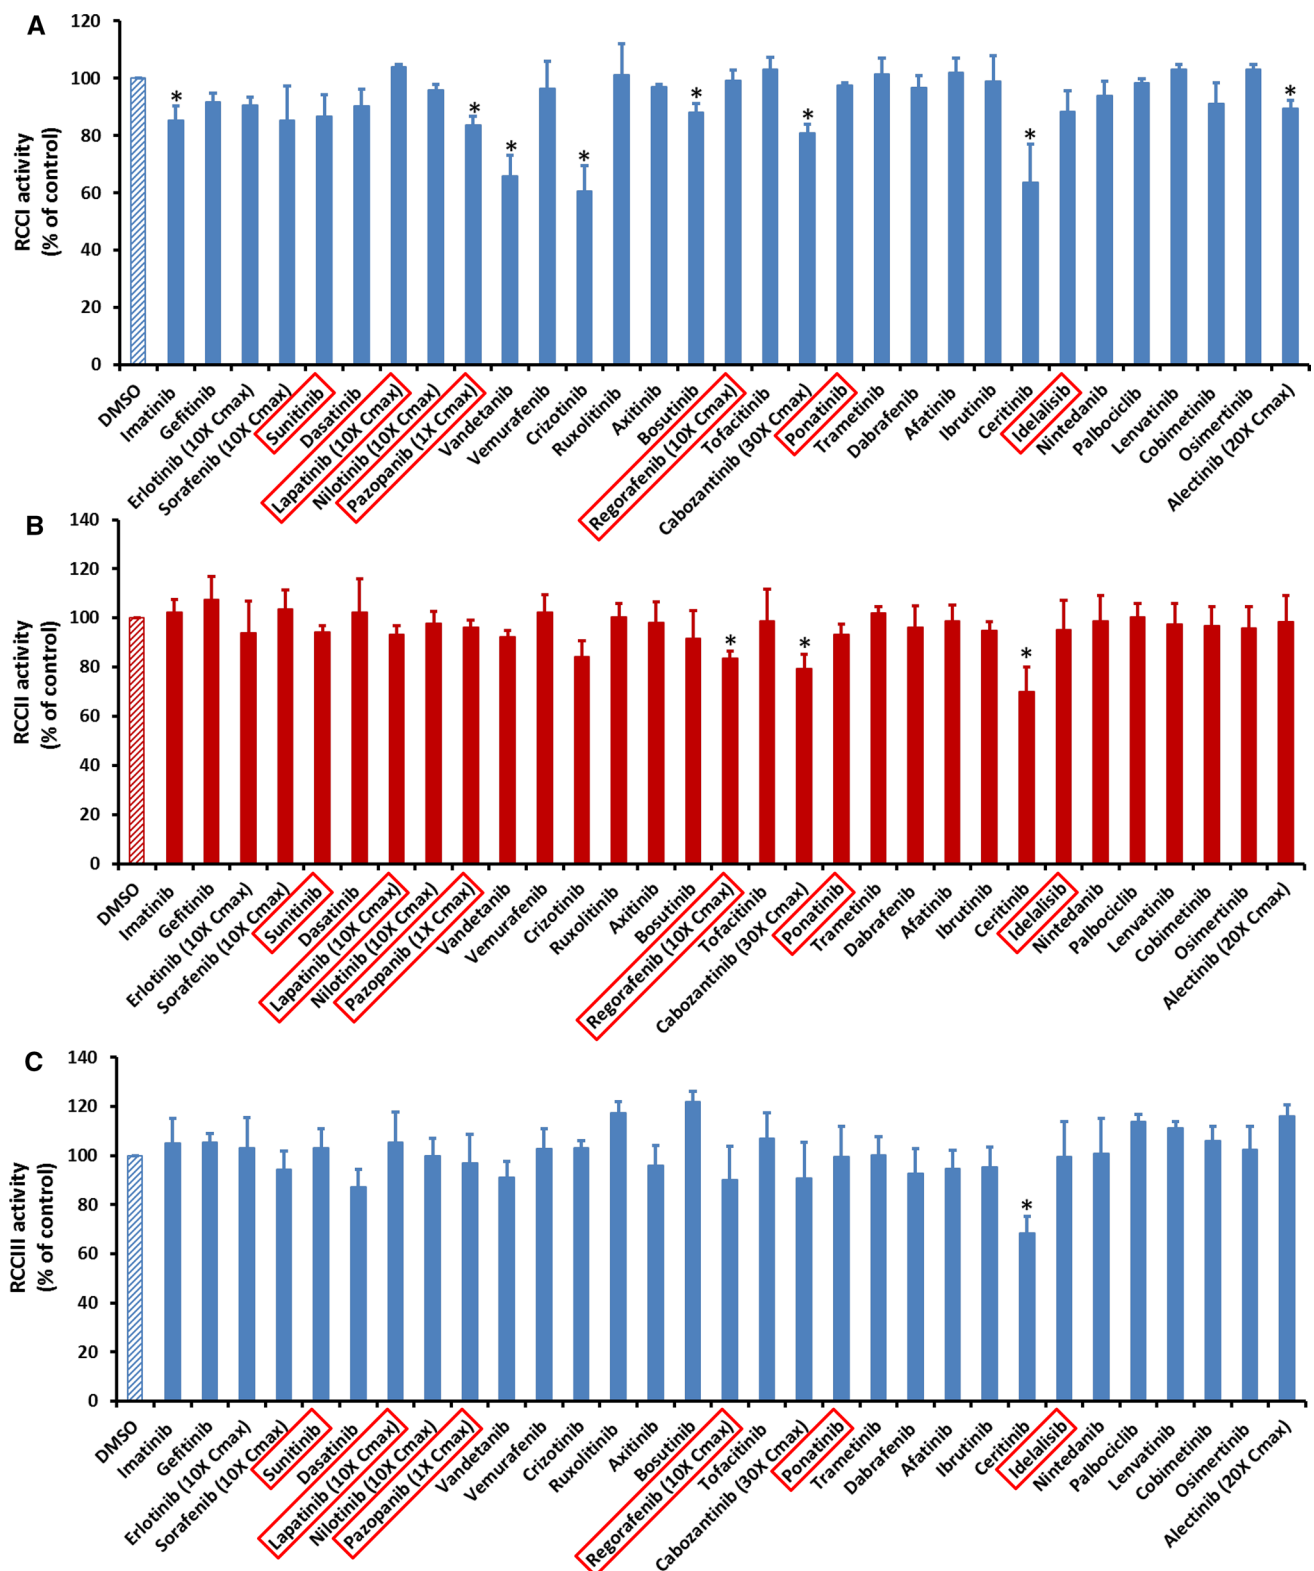 A
RCCI activity
(% of control)
120
100
80
60
40
20
0
* * * * * * * *
DMSO
Imatinib
Gefitinib
Erlotinib (10X Cmax)
Sorafenib (10X Cmax)
Sunitinib
Dasatinib
Lapatinib (10X Cmax)
Nilotinib (10X Cmax)
Pazopanib (1X Cmax)
Vandetanib
Vemurafenib
Crizotinib
Ruxolitinib
Axitinib
Bosutinib
Regorafenib (10X Cmax)
Tofacitinib
Cabozantinib (30X Cmax)
Ponatinib
Trametinib
Dabrafenib
Afatinib
Ibrutinib
Ceritinib
Idelalisib
Nintedanib
Palbociclib
Lenvatinib
Cobimetinib
Osimertinib
Alectinib (20X Cmax)
B
RCCII activity
(% of control)
140
120
100
80
60
40
20
0
* * *
DMSO
Imatinib
Gefitinib
Erlotinib (10X Cmax)
Sorafenib (10X Cmax)
Sunitinib
Dasatinib
Lapatinib (10X Cmax)
Nilotinib (10X Cmax)
Pazopanib (1X Cmax)
Vandetanib
Vemurafenib
Crizotinib
Ruxolitinib
Axitinib
Bosutinib
Regorafenib (10X Cmax)
Tofacitinib
Cabozantinib (30X Cmax)
Ponatinib
Trametinib
Dabrafenib
Afatinib
Ibrutinib
Ceritinib
Idelalisib
Nintedanib
Palbociclib
Lenvatinib
Cobimetinib
Osimertinib
Alectinib (20X Cmax)
C
RCCIII activity
(% of control)
140
120
100
80
60
40
20
0
*
DMSO
Imatinib
Gefitinib
Erlotinib (10X Cmax)
Sorafenib (10X Cmax)
Sunitinib
Dasatinib
Lapatinib (10X Cmax)
Nilotinib (10X Cmax)
Pazopanib (1X Cmax)
Vandetanib
Vemurafenib
Crizotinib
Ruxolitinib
Axitinib
Bosutinib
Regorafenib (10X Cmax)
Tofacitinib
Cabozantinib (30X Cmax)
Ponatinib
Trametinib
Dabrafenib
Afatinib
Ibrutinib
Ceritinib
Idelalisib
Nintedanib
Palbociclib
Lenvatinib
Cobimetinib
Osimertinib
Alectinib (20X Cmax)